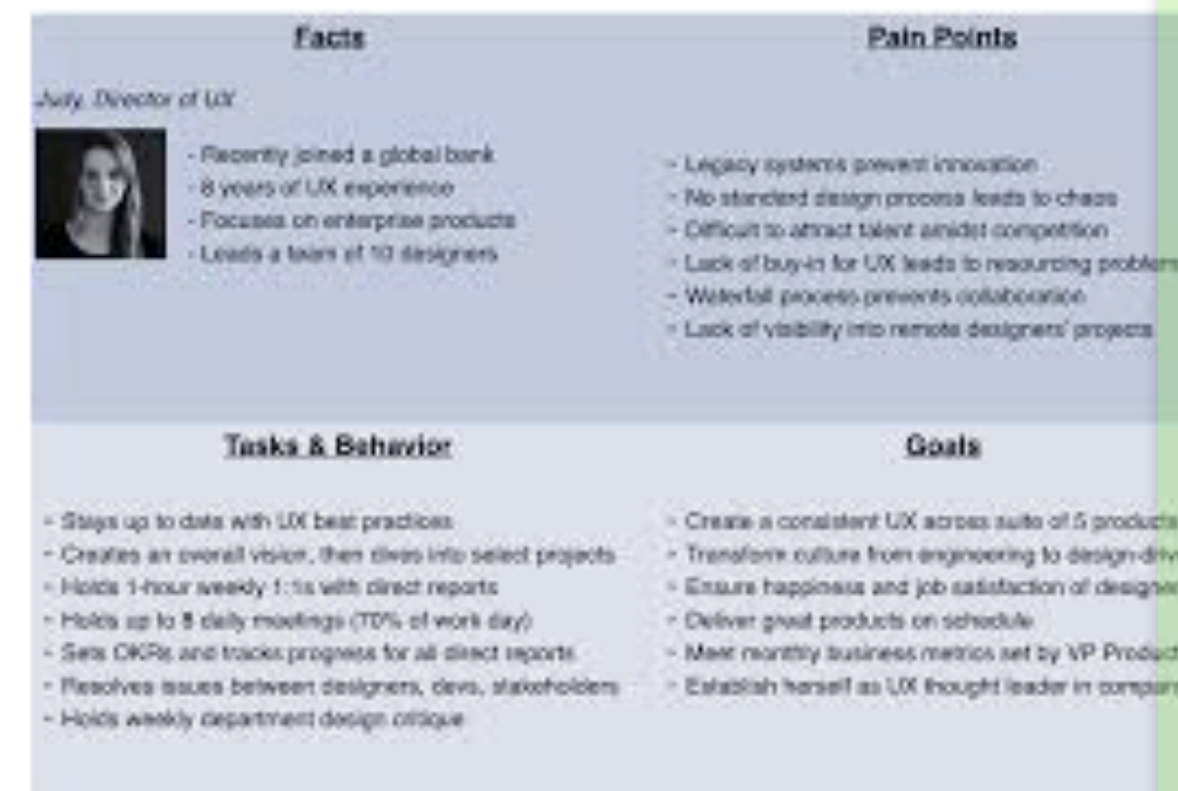 Facts
Judy, Director of UX
- Recently joined a global bank
- 8 years of UX experience
- Focuses on enterprise products
- Leads a team of 10 designers
Pain Points
- Legacy systems prevent innovation
- No standard design process leads to chaos
- Difficult to attract talent amidst competition
- Lack of buy-in for UX leads to resourcing problems
- Waterfall process prevents collaboration
- Lack of visibility into remote designers' projects
Tasks & Behavior
- Stays up to date with UX best practices
- Creates an overall vision, then dives into select projects
- Holds 1-hour weekly 1:1s with direct reports
- Holds up to 8 daily meetings (70% of work day)
- Sets OKRs and tracks progress for all direct reports
- Resolves issues between designers, devs, stakeholders
- Holds weekly department design critique
Goals
- Create a consistent UX across suite of 5 products
- Transform culture from engineering to design-driv
- Ensure happiness and job satisfaction of designe
- Deliver great products on schedule
- Meet monthly business metrics set by VP Product
- Establish herself as UX thought leader in compan